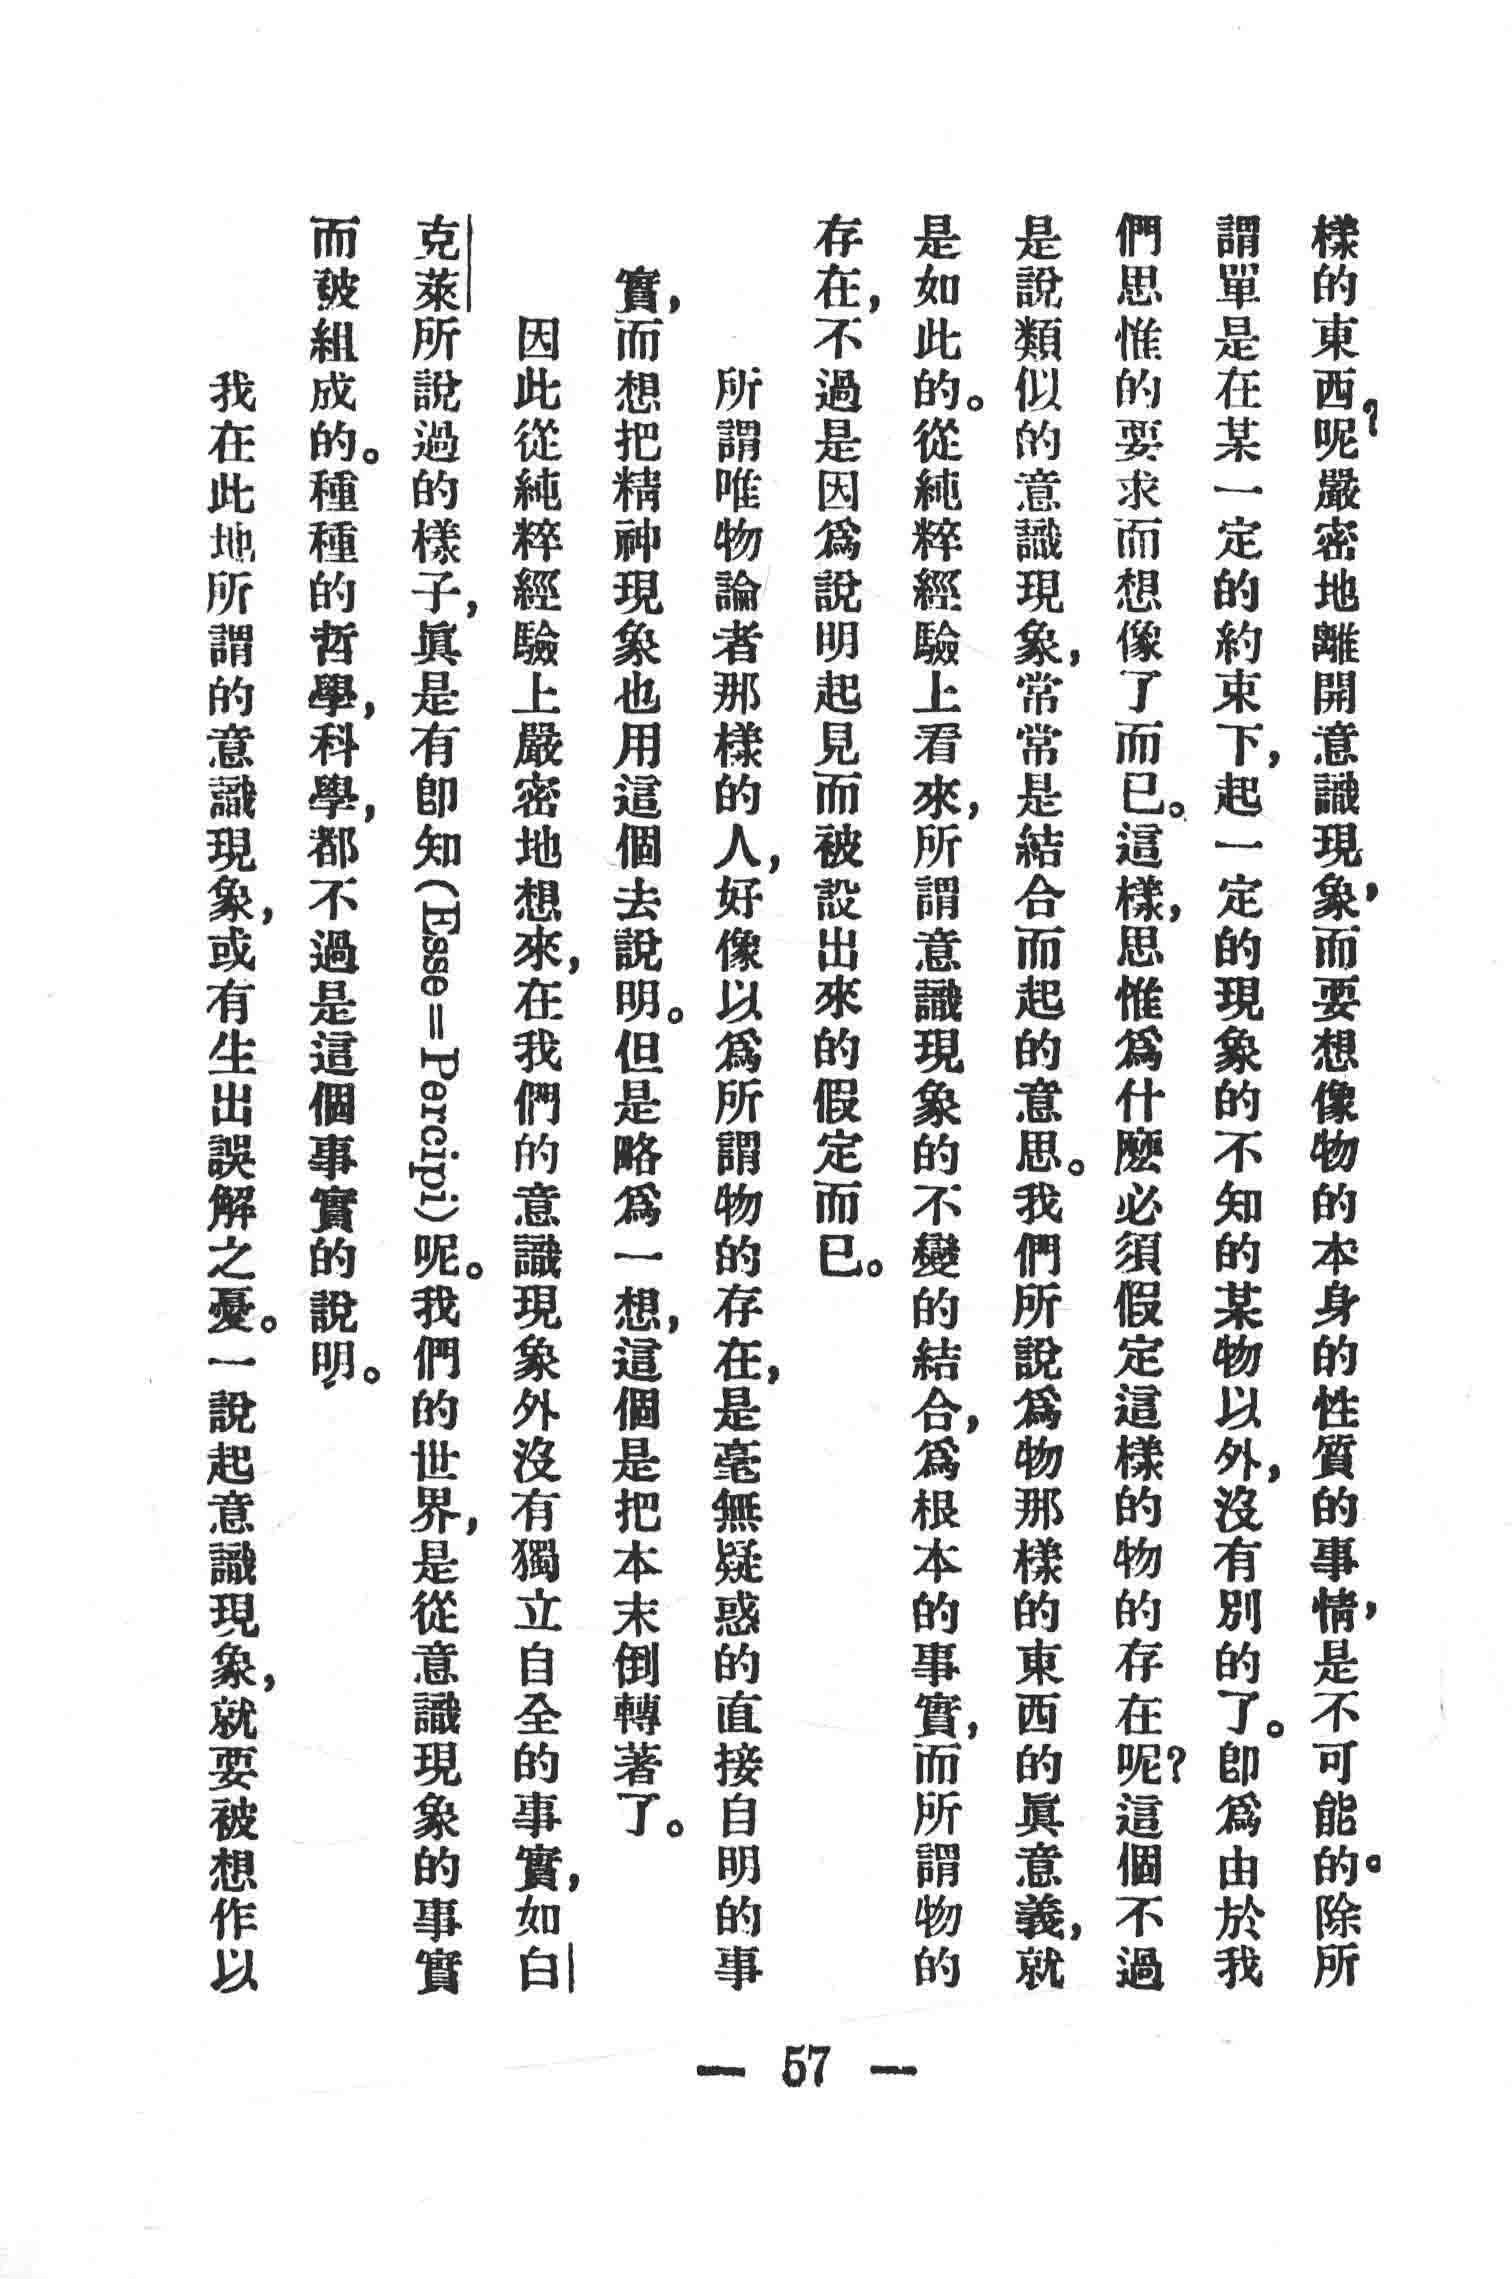 樣的東西呢?嚴密地離開意識現象,而要想像物的本身的性質的事情,是不可能的。除所
謂單是在某一定的約束下,起一定的現象的不知的某物以外,沒有別的了。卽爲由於我
們思惟的要求而想像了而已。這樣,思惟爲什麼必須假定這樣的物的存在呢?這個不過
是說類似的意識現象,常常是結合而起的意思。我們所說爲物那樣的東西的眞意義,就
是如此的。從純粹經驗上看來,所謂意識現象的不變的結合,爲根本的事實,而所謂物的
存在,不過是因爲說明起見而被設出來的假定而已。
所謂唯物論者那樣的人,好像以爲所謂物的存在,是毫無疑惑的直接自明的事
實,而想把精神現象也用這個去說明。但是略爲一想,這個是把本末倒轉著了。
因此從純粹經驗上嚴密地想來,在我們的意識現象外沒有獨立自全的事實,如白
克萊所說過的樣子,眞是有卽知(Esse=Percipi)呢。我們的世界,是從意識現象的事實
而被組成的。種種的哲學,科學,都不過是這個事實的說明。
我在此地所謂的意識現象,或有生出誤解之憂。一說起意識現象,就要被想作以
— 57 —